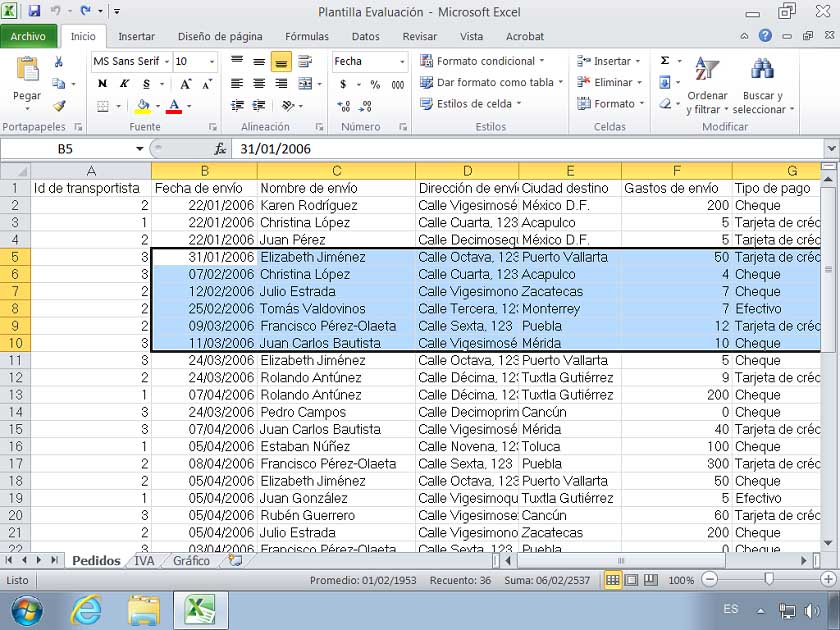 Plantilla Evaluación - Microsoft Excel
Archivo Inicio Insertar Diseño de página Fórmulas Datos Revisar Vista Acrobat
Pegar
MS Sans Serif 10
N K S A A
A
Fecha
$ % 000
Formato condicional
Dar formato como tabla
Estilos de celda
Insertar
Eliminar
Formato
Σ
Ordenar y filtrar
Buscar y seleccionar
Portapapeles Fuente Alineación Número Estilos Celdas Modificar
B5 fx 31/01/2006
A B C D E F G
1 Id de transportista Fecha de envío Nombre de envío Dirección de enví Ciudad destino Gastos de envío Tipo de pago
2 2 22/01/2006 Karen Rodríguez Calle Vigesimosé México D.F. 200 Cheque
3 1 22/01/2006 Christina López Calle Cuarta, 123 Acapulco 5 Tarjeta de créc
4 2 22/01/2006 Juan Pérez Calle Decimosequ México D.F. 5 Tarjeta de créc
5 3 31/01/2006 Elizabeth Jiménez Calle Octava, 123 Puerto Vallarta 50 Tarjeta de créc
6 3 07/02/2006 Christina López Calle Cuarta, 123 Acapulco 4 Cheque
7 2 12/02/2006 Julio Estrada Calle Vigesimono Zacatecas 7 Cheque
8 2 25/02/2006 Tomás Valdovinos Calle Tercera, 123 Monterrey 7 Efectivo
9 2 09/03/2006 Francisco Pérez-Olaeta Calle Sexta, 123 Puebla 12 Tarjeta de créc
10 3 11/03/2006 Juan Carlos Bautista Calle Vigesimosé Mérida 10 Cheque
11 3 24/03/2006 Elizabeth Jiménez Calle Octava, 123 Puerto Vallarta 5 Cheque
12 2 24/03/2006 Rolando Antúnez Calle Décima, 123 Tuxtla Gutiérrez 9 Tarjeta de créc
13 1 07/04/2006 Rolando Antúnez Calle Décima, 123 Tuxtla Gutiérrez 200 Cheque
14 3 24/03/2006 Pedro Campos Calle Decimoprim Cancún 0 Cheque
15 3 07/04/2006 Juan Carlos Bautista Calle Vigesimosé Mérida 40 Tarjeta de créc
16 1 05/04/2006 Estaban Núñez Calle Novena, 123 Toluca 100 Cheque
17 2 08/04/2006 Francisco Pérez-Olaeta Calle Sexta, 123 Puebla 300 Tarjeta de créc
18 2 05/04/2006 Elizabeth Jiménez Calle Octava, 123 Puerto Vallarta 50 Cheque
19 1 05/04/2006 Juan González Calle Vigesimoqu Tuxtla Gutiérrez 5 Efectivo
20 3 05/04/2006 Rubén Guerrero Calle Vigesimose Cancún 60 Tarjeta de créc
21 2 05/04/2006 Julio Estrada Calle Vigesimono Zacatecas 200 Cheque
22 3 03/04/2006 Francisco Pérez-Olaeta Calle Sexta, 123 Puebla 0 Cheque
Pedidos IVA Gráfico
Listo Promedio: 01/02/1953 Recuento: 36 Suma: 06/02/2537 100%
ES